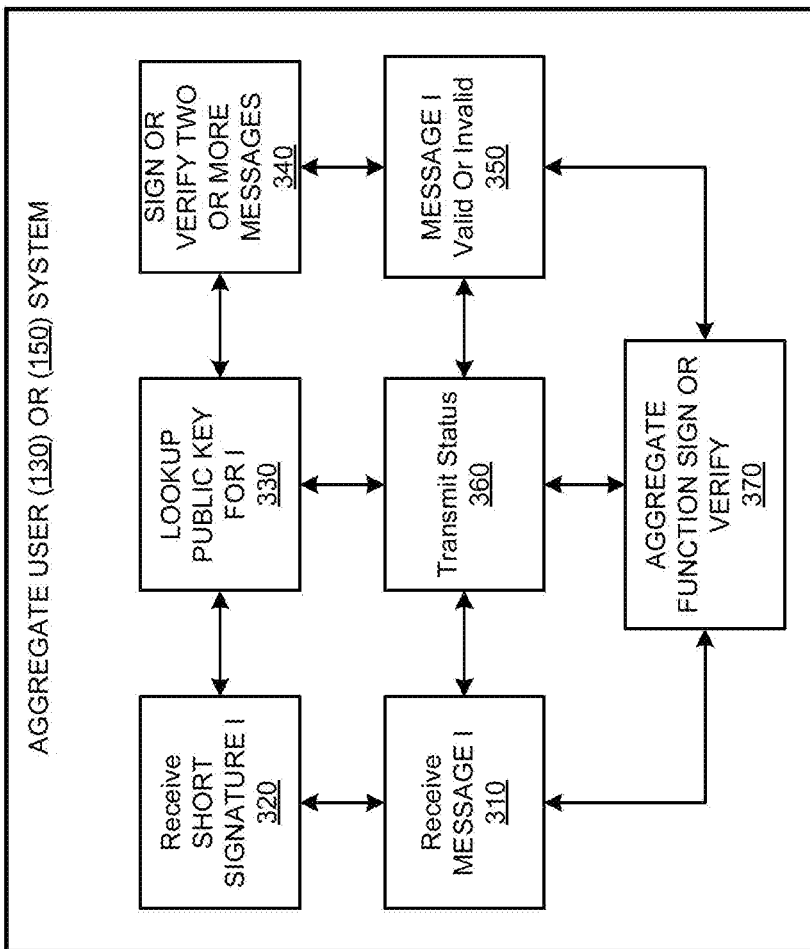 AGGREGATE USER (130) OR (150) SYSTEM
Receive
SHORT
SIGNATURE I
320
LOOKUP
PUBLIC KEY
FOR I
330
SIGN OR
VERIFY TWO
OR MORE
MESSAGES
340
Receive
MESSAGE I
310
Transmit Status
360
MESSAGE I
Valid Or Invalid
350
AGGREGATE
FUNCTION SIGN OR
VERIFY
370